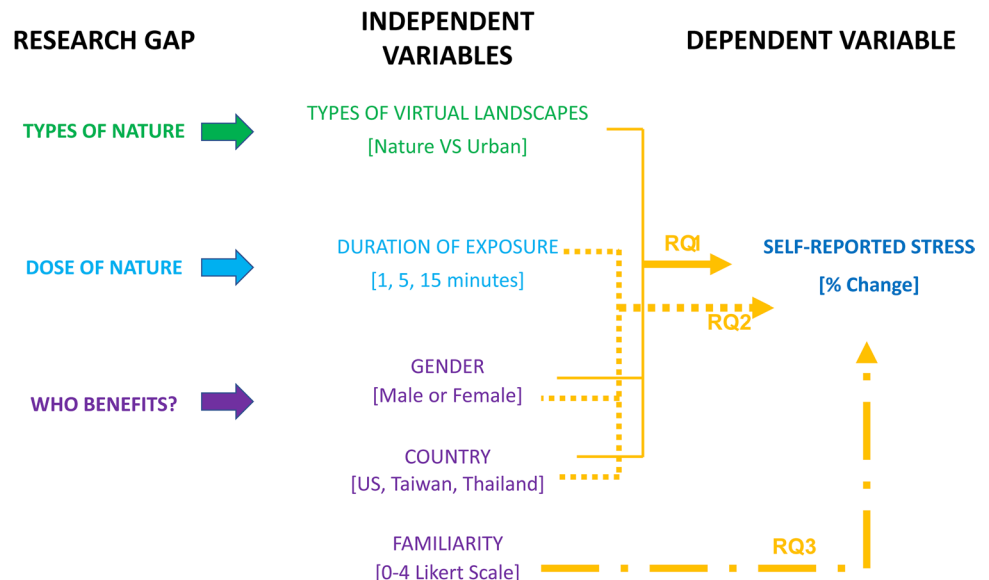 RESEARCH GAP
INDEPENDENT
VARIABLES
DEPENDENT VARIABLE
TYPES OF NATURE
TYPES OF VIRTUAL LANDSCAPES
[Nature VS Urban]
DOSE OF NATURE
DURATION OF EXPOSURE
[1, 5, 15 minutes]
RQ1
SELF-REPORTED STRESS
[% Change]
RQ2
WHO BENEFITS?
GENDER
[Male or Female]
COUNTRY
[US, Taiwan, Thailand]
FAMILIARITY
[0-4 Likert Scale]
RQ3